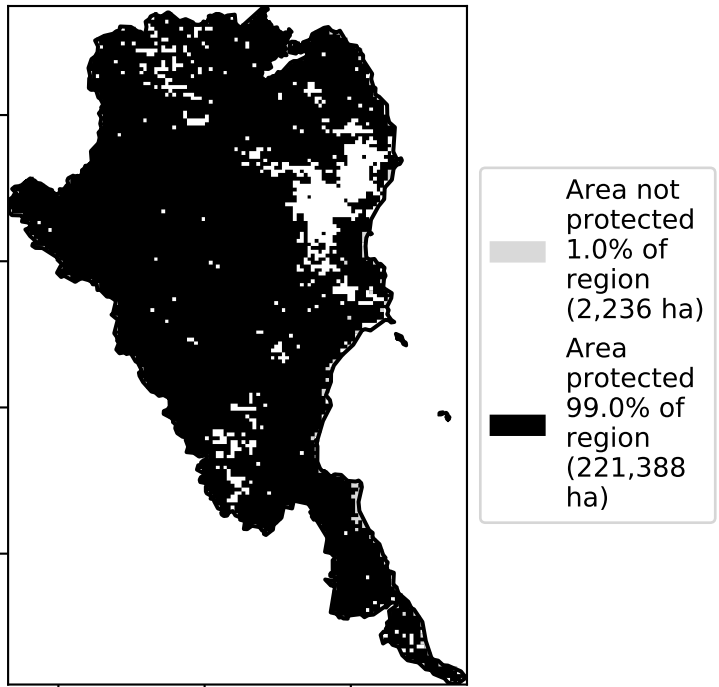 Area not
protected
1.0% of
region
(2,236 ha)
Area
protected
99.0% of
region
(221,388
ha)